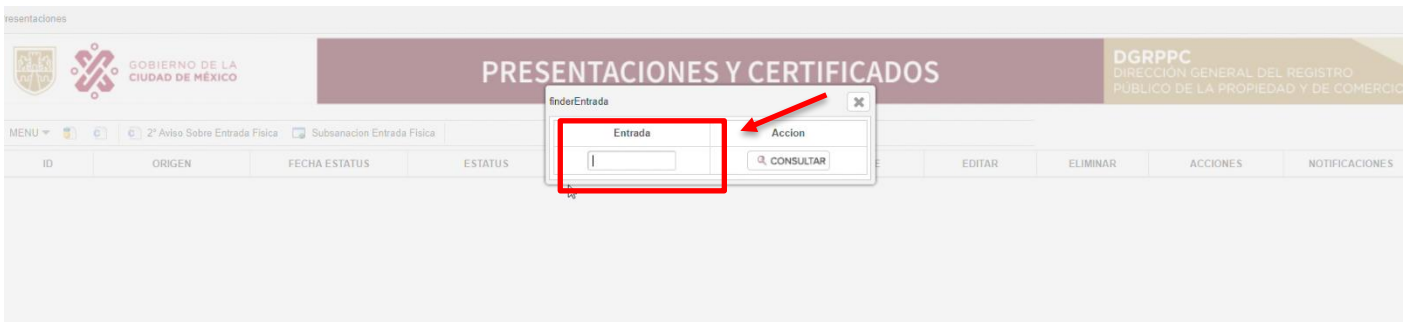 resentaciones
GOBIERNO DE LA
CIUDAD DE MÉXICO
PRESENTACIONES Y CERTIFICADOS
DGRPPC
DIRECCIÓN GENERAL DEL REGISTRO
PÚBLICO DE LA PROPIEDAD Y DE COMERCIO
finderEntrada
Entrada Accion
CONSULTAR
MENU 2° Aviso Sobre Entrada Fisica Subsanacion Entrada Fisica
ID ORIGEN FECHA ESTATUS ESTATUS E EDITAR ELIMINAR ACCIONES NOTIFICACIONES